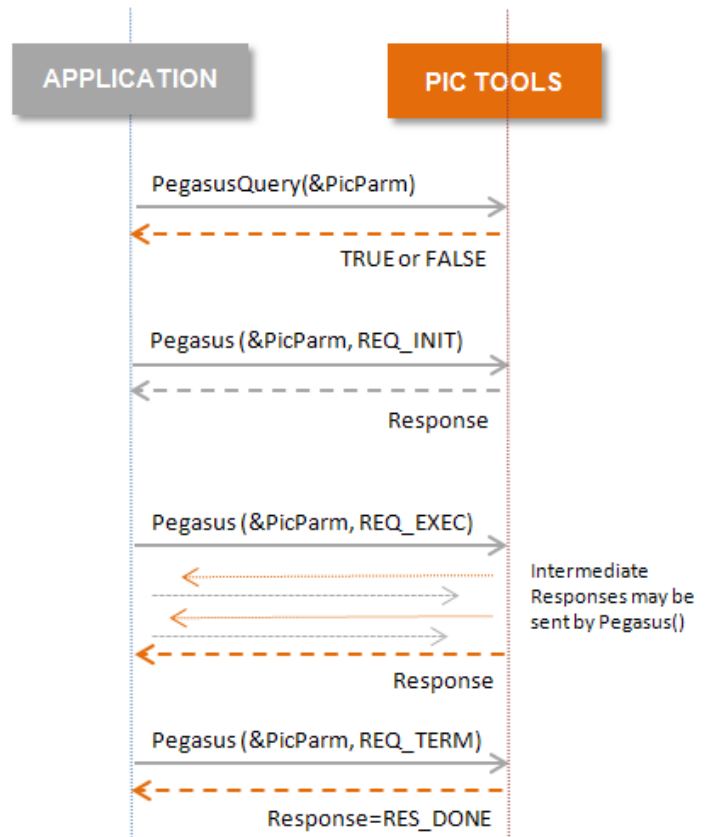 APPLICATION
PIC TOOLS
PegasusQuery(&PicParm)
TRUE or FALSE
Pegasus (&PicParm, REQ_INIT)
Response
Pegasus (&PicParm, REQ_EXEC)
Intermediate
Responses may be
sent by Pegasus()
Response
Pegasus (&PicParm, REQ_TERM)
Response=RES_DONE